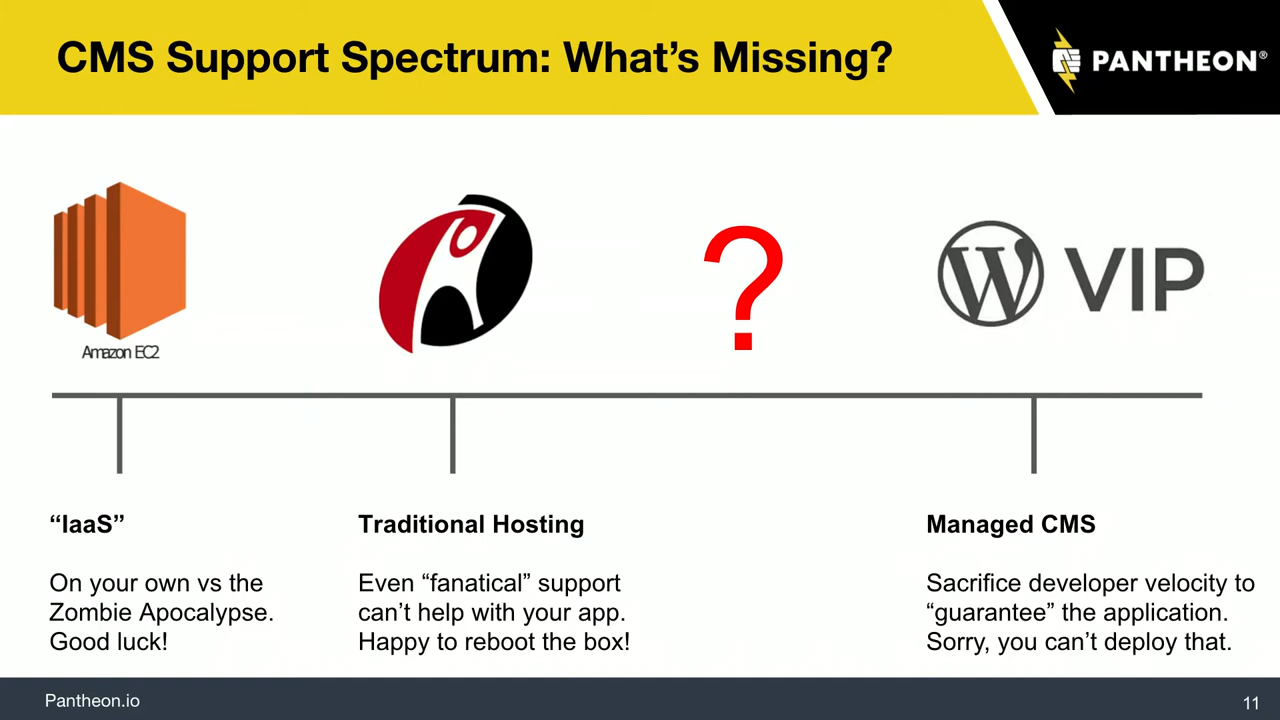 CMS Support Spectrum: What’s Missing?
PANTHEON®
Amazon EC2
?
W VIP
“IaaS”
On your own vs the
Zombie Apocalypse.
Good luck!
Traditional Hosting
Even “fanatical” support
can’t help with your app.
Happy to reboot the box!
Managed CMS
Sacrifice developer velocity to
“guarantee” the application.
Sorry, you can’t deploy that.
Pantheon.io
11